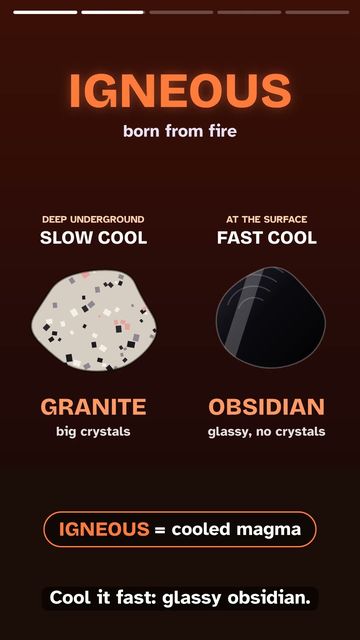 IGNEOUS
born from fire
DEEP UNDERGROUND
SLOW COOL
AT THE SURFACE
FAST COOL
GRANITE
big crystals
OBSIDIAN
glassy, no crystals
IGNEOUS = cooled magma
Cool it fast: glassy obsidian.